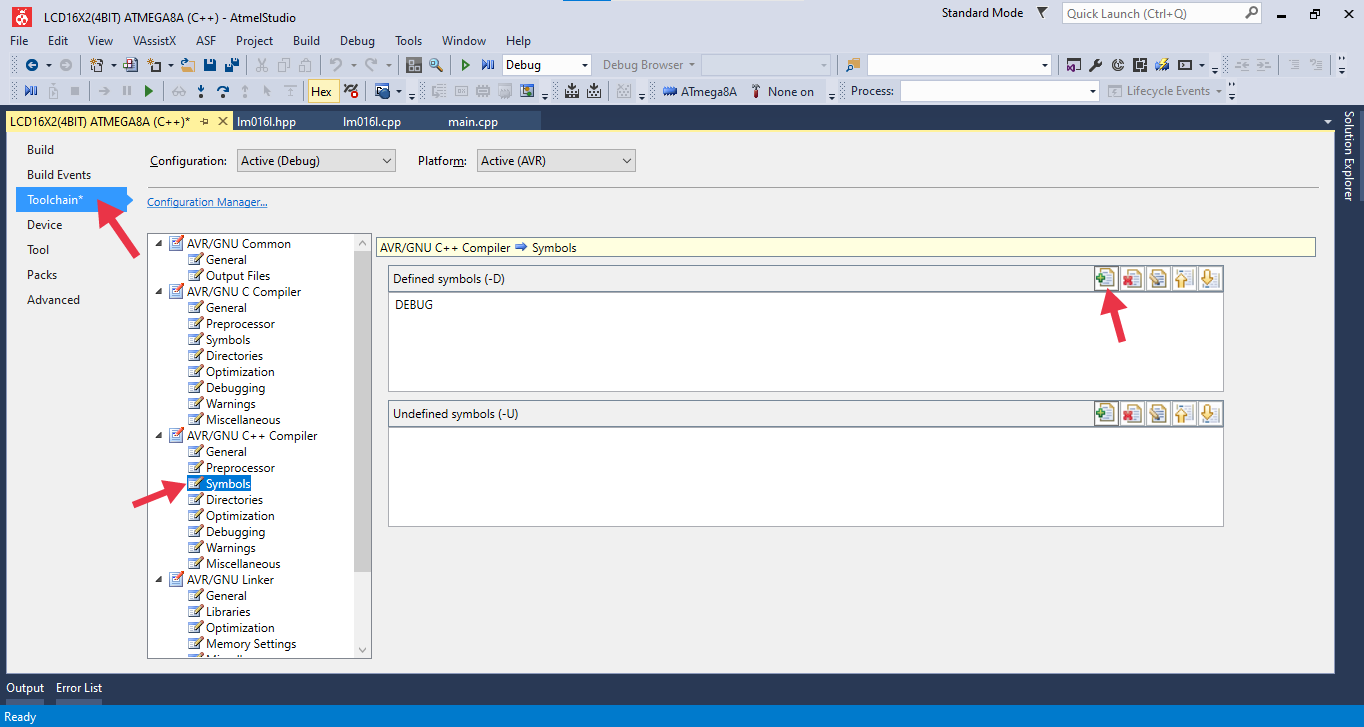 LCD16X2(4BIT) ATMEGA8A (C++) - AtmelStudio
Standard Mode
Quick Launch (Ctrl+Q)
File Edit View VAssistX ASF Project Build Debug Tools Window Help
Debug Debug Browser
Hex ATmega8A None on Process: Lifecycle Events
LCD16X2(4BIT) ATMEGA8A (C++)* lm016l.hpp lm016l.cpp main.cpp
Solution Explorer
Build
Build Events
Toolchain*
Device
Tool
Packs
Advanced
Configuration: Active (Debug) Platform: Active (AVR)
Configuration Manager...
AVR/GNU Common
General
Output Files
AVR/GNU C Compiler
General
Preprocessor
Symbols
Directories
Optimization
Debugging
Warnings
Miscellaneous
AVR/GNU C++ Compiler
General
Preprocessor
Symbols
Directories
Optimization
Debugging
Warnings
Miscellaneous
AVR/GNU Linker
General
Libraries
Optimization
Memory Settings
AVR/GNU C++ Compiler Symbols
Defined symbols (-D)
DEBUG
Undefined symbols (-U)
Output Error List
Ready